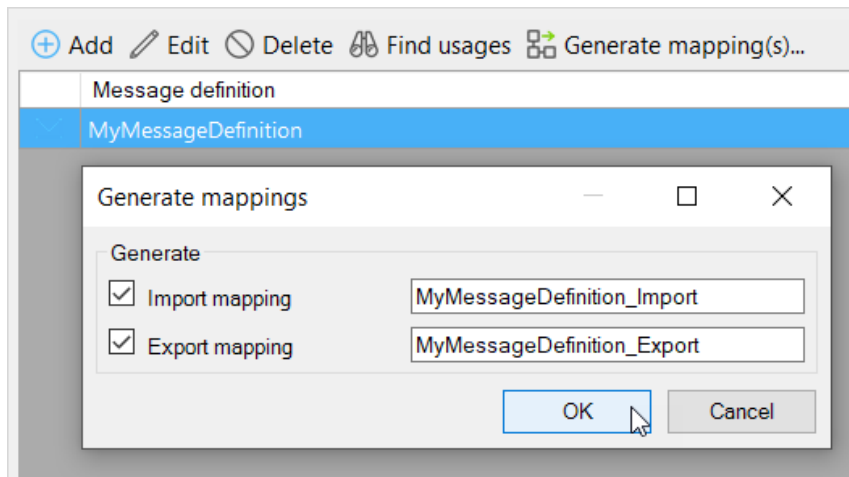 Add Edit Delete Find usages Generate mapping(s)...
Message definition
MyMessageDefinition
Generate mappings
Generate
Import mapping MyMessageDefinition_Import
Export mapping MyMessageDefinition_Export
OK Cancel